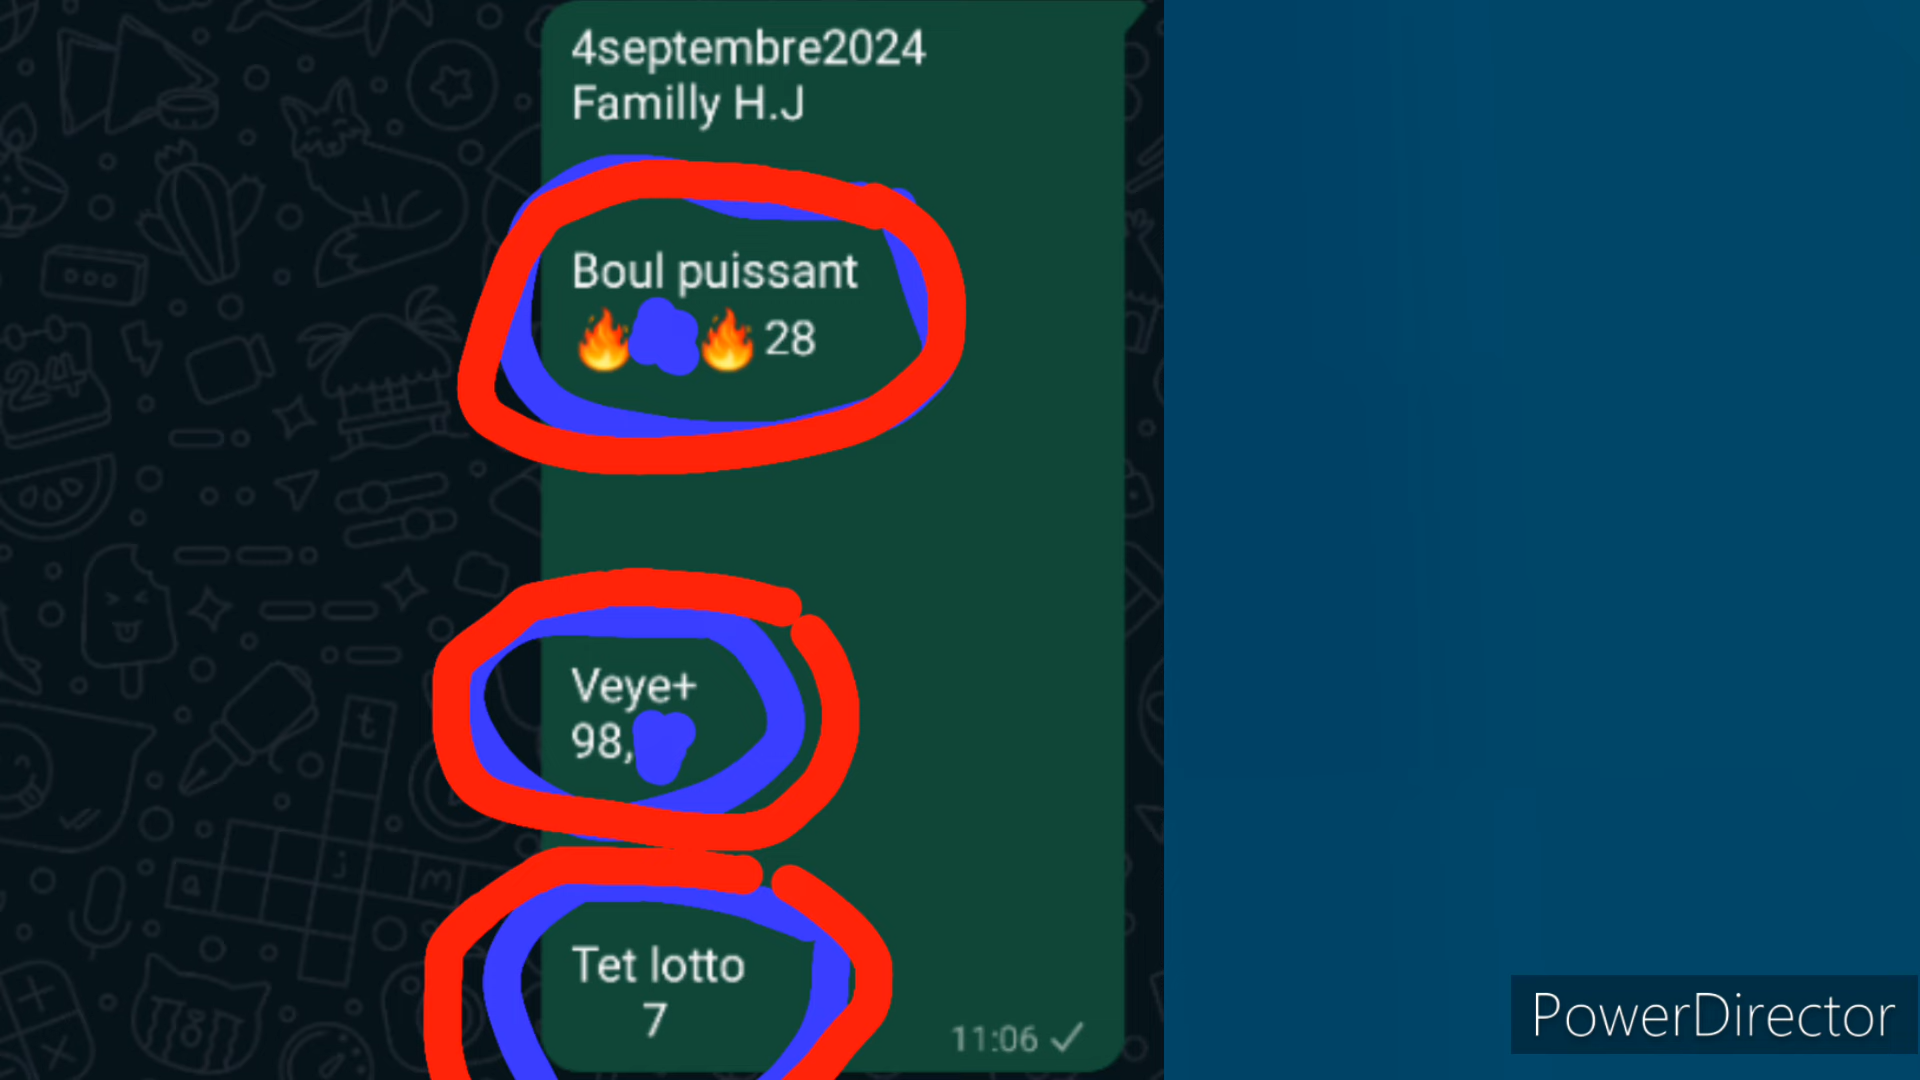 4septembre2024
Familly H.J
Boul puissant
🔥🔥 28
Veye+
98,
Tet lotto
7
11:06
PowerDirector